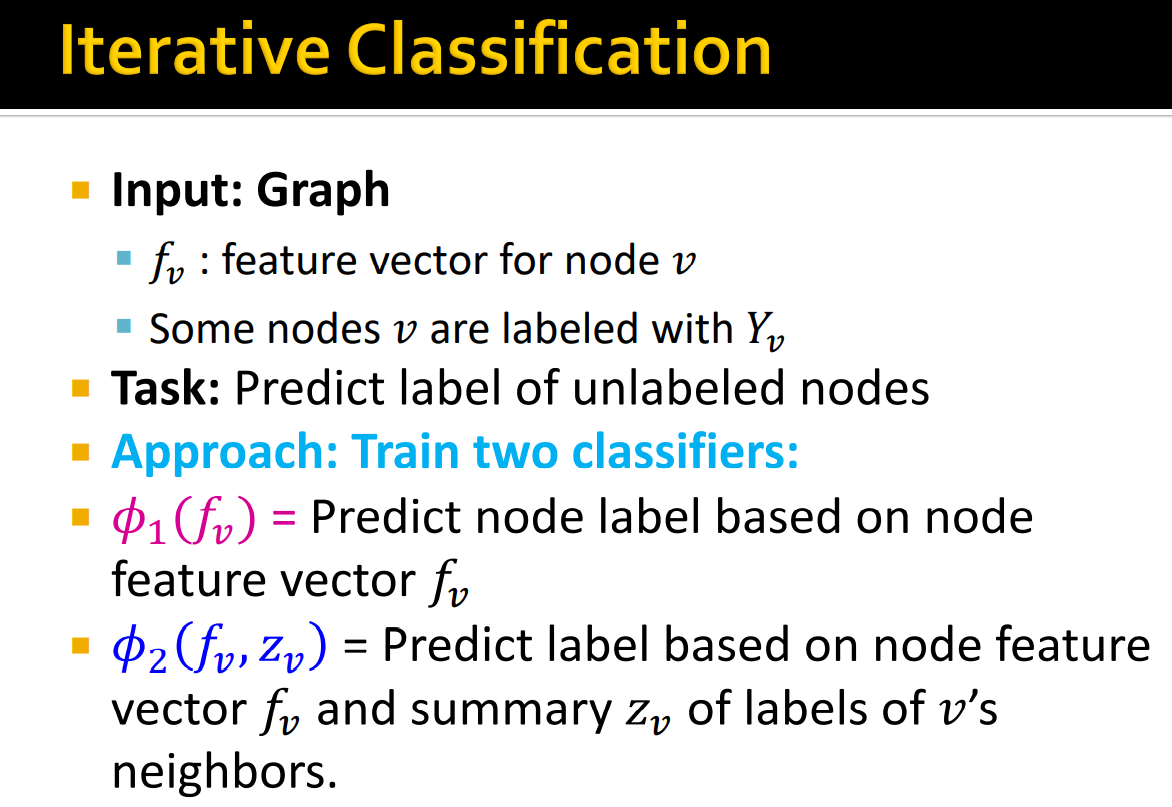 Iterative Classification
Input: Graph
f_v : feature vector for node v
Some nodes v are labeled with Y_v
Task: Predict label of unlabeled nodes
Approach: Train two classifiers:
ϕ_1(f_v) = Predict node label based on node
feature vector f_v
ϕ_2(f_v, z_v) = Predict label based on node feature
vector f_v and summary z_v of labels of v’s
neighbors.